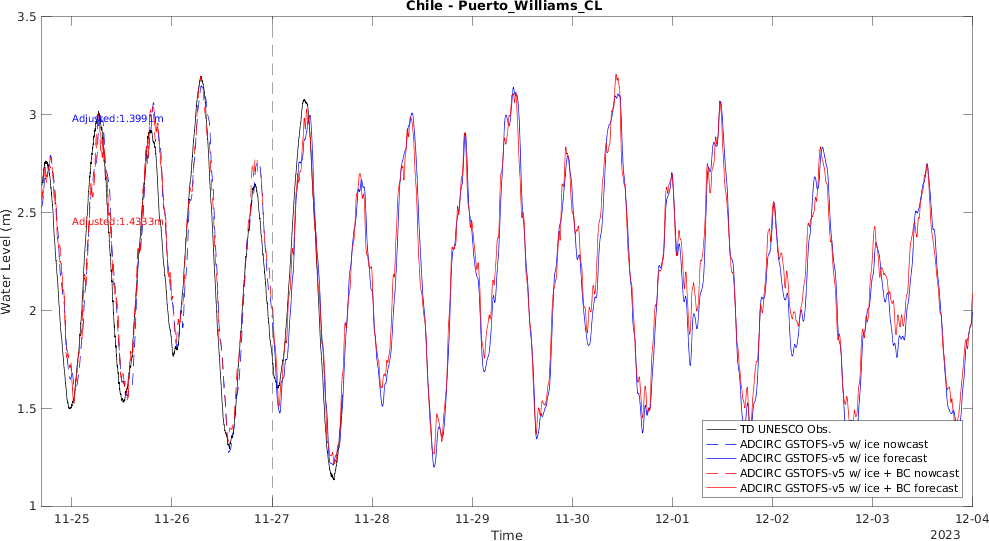 Chile - Puerto_Williams_CL
3.5
3
2.5
2
1.5
1
Water Level (m)
Adjusted:1.3991m
Adjusted:1.4333m
TD UNESCO Obs.
ADCIRC GSTOFS-v5 w/ ice nowcast
ADCIRC GSTOFS-v5 w/ ice forecast
ADCIRC GSTOFS-v5 w/ ice + BC nowcast
ADCIRC GSTOFS-v5 w/ ice + BC forecast
11-25 11-26 11-27 11-28 11-29 11-30 12-01 12-02 12-03 12-04
2023
Time